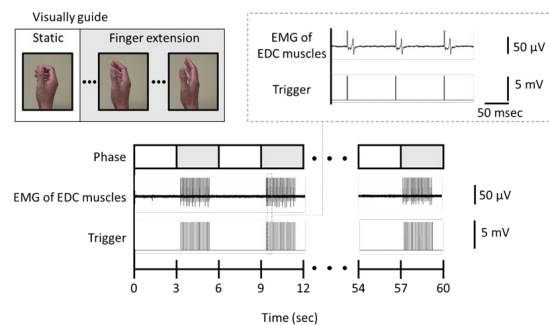 Visually guide
Static
Finger extension
EMG of
EDC muscles
50 µV
Trigger
5 mV
50 msec
Phase
EMG of EDC muscles
50 µV
Trigger
5 mV
0 3 6 9 12 54 57 60
Time (sec)